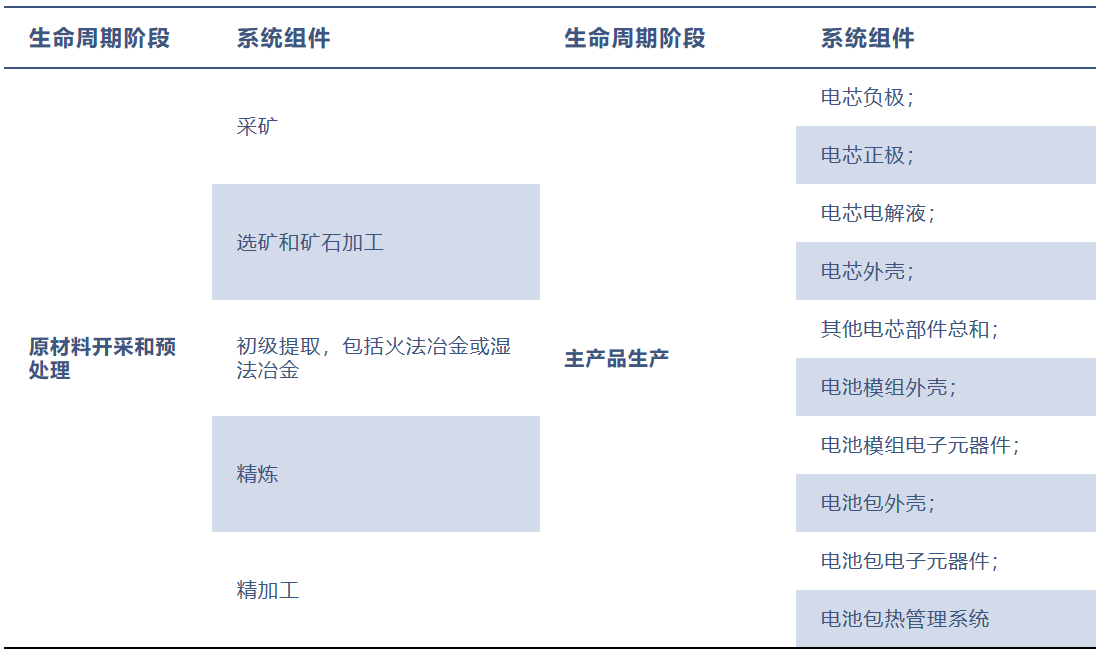 生命周期阶段 系统组件 生命周期阶段 系统组件
采矿
选矿和矿石加工
原材料开采和预
处理
初级提取，包括火法冶金或湿
法冶金
精炼
精加工
主产品生产
电芯负极；
电芯正极；
电芯电解液；
电芯外壳；
其他电芯部件总和；
电池模组外壳；
电池模组电子元器件；
电池包外壳；
电池包电子元器件；
电池包热管理系统